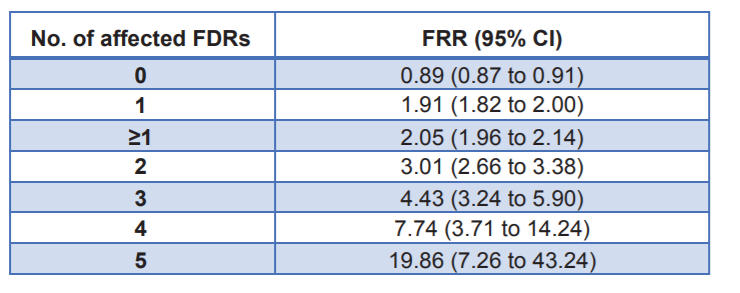 No. of affected FDRs FRR (95% CI)
0 0.89 (0.87 to 0.91)
1 1.91 (1.82 to 2.00)
≥1 2.05 (1.96 to 2.14)
2 3.01 (2.66 to 3.38)
3 4.43 (3.24 to 5.90)
4 7.74 (3.71 to 14.24)
5 19.86 (7.26 to 43.24)